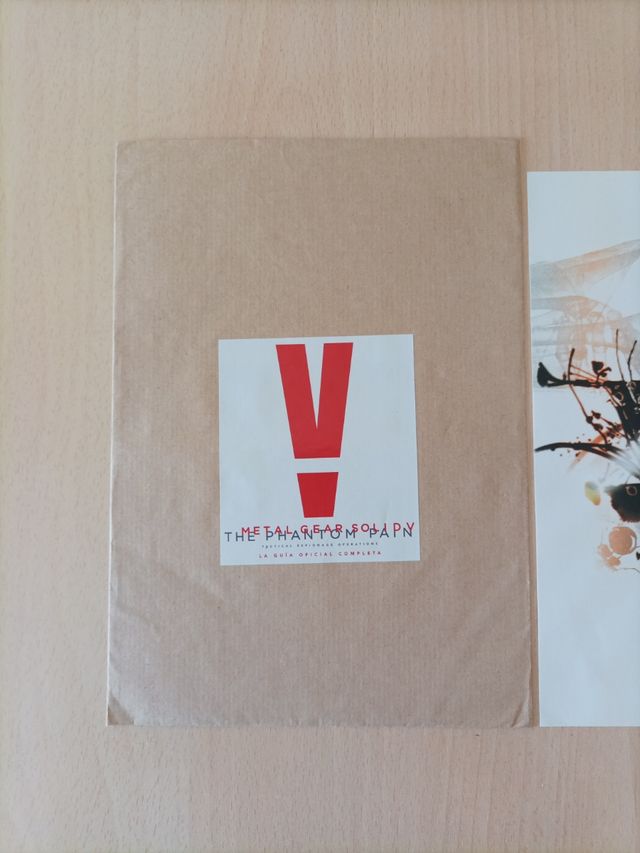 METAL GEAR SOLID V
THE PHANTOM PAIN
TACTICAL ESPIONAGE OPERATIONS
LA GUÍA OFICIAL COMPLETA